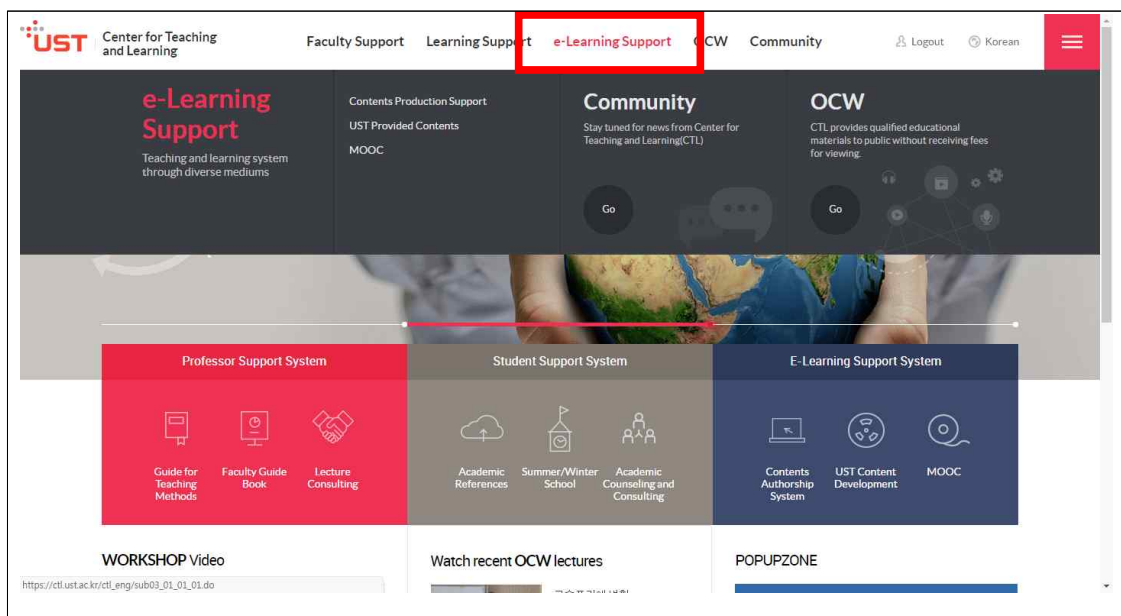 UST
Center for Teaching
and Learning
Faculty Support
Learning Support
e-Learning Support
OCW
Community
Logout
Korean
e-Learning
Support
Teaching and learning system
through diverse mediums
Contents Production Support
UST Provided Contents
MOOC
Community
Stay tuned for news from Center for
Teaching and Learning(CTL)
Go
OCW
CTL provides qualified educational
materials to public without receiving fees
for viewing.
Go
Professor Support System
Guide for
Teaching
Methods
Faculty Guide
Book
Lecture
Consulting
Student Support System
Academic
References
Summer/Winter
School
Academic
Counseling and
Consulting
E-Learning Support System
Contents
Authorship
System
UST Content
Development
MOOC
WORKSHOP Video
Watch recent OCW lectures
POPUPZONE
https://ctl.ust.ac.kr/ctl_eng/sub03_01_01_01.do